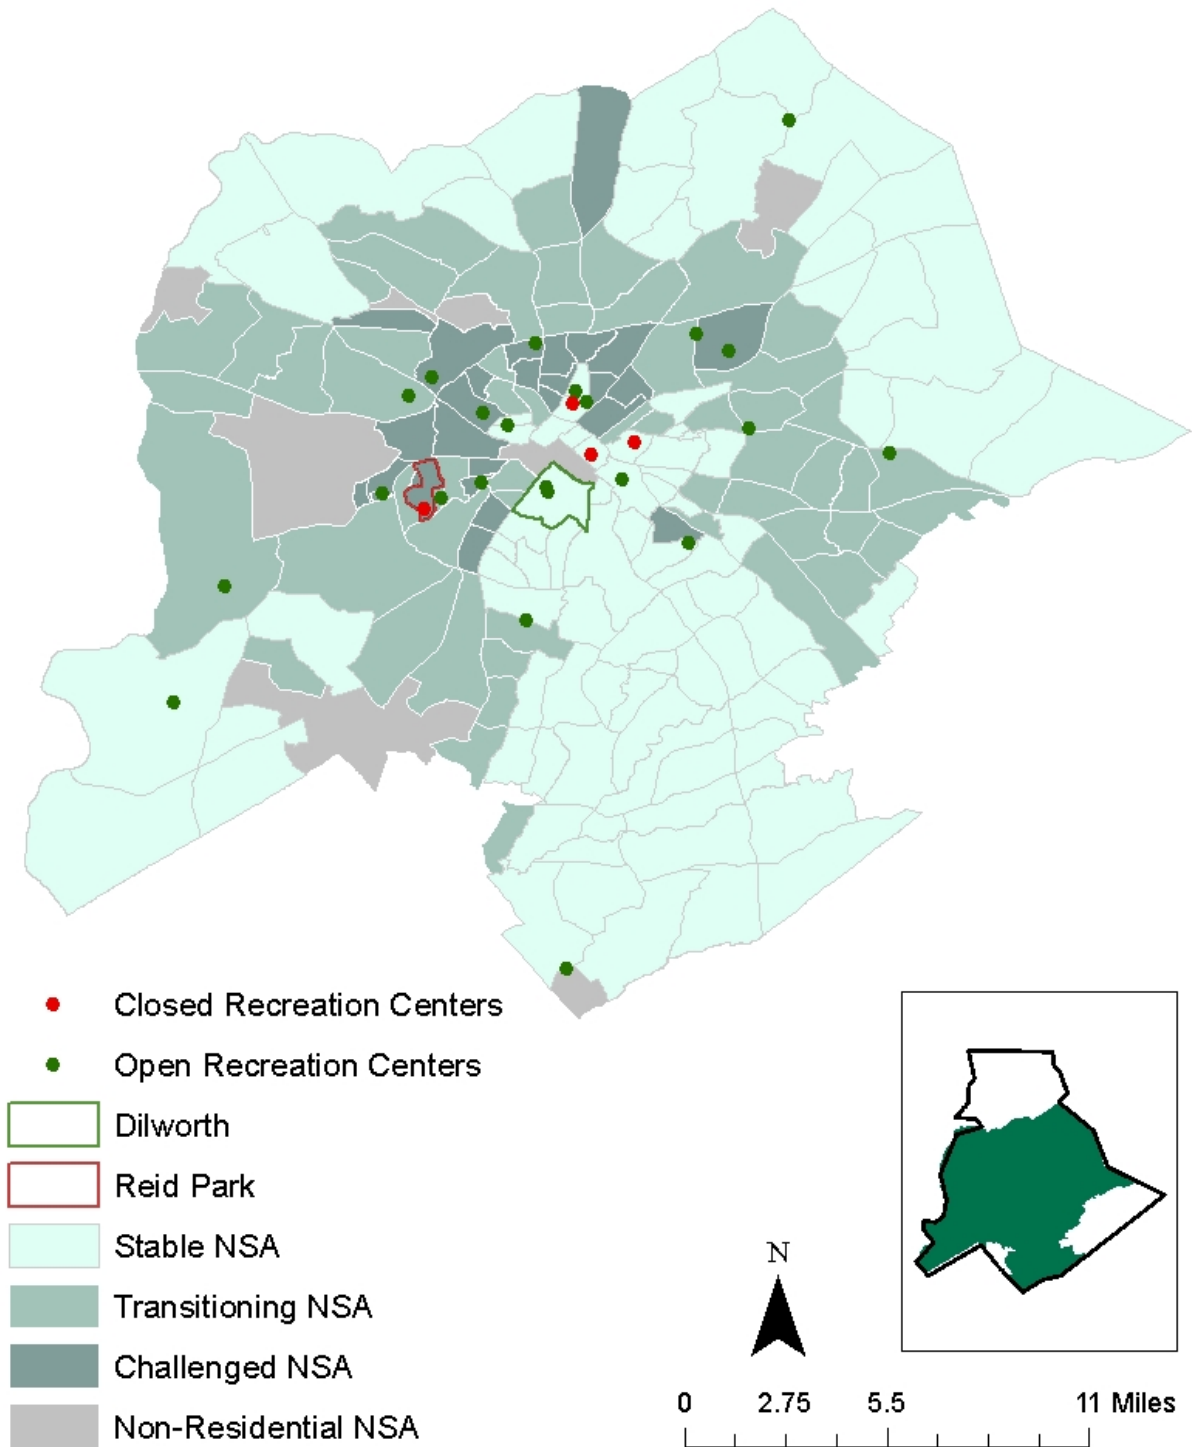 Closed Recreation Centers
Open Recreation Centers
Dilworth
Reid Park
Stable NSA
Transitioning NSA
Challenged NSA
Non-Residential NSA
N
0 2.75 5.5 11 Miles